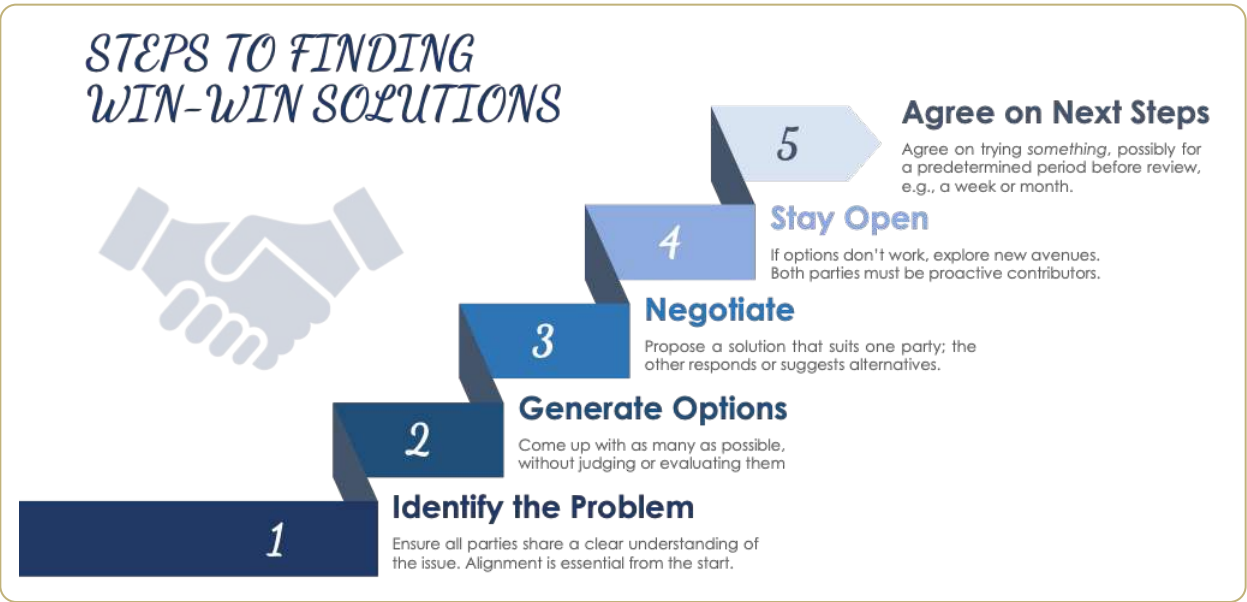 STEPS TO FINDING
WIN-WIN SOLUTIONS
5
Agree on Next Steps
Agree on trying something, possibly for
a predetermined period before review,
e.g., a week or month.
4
Stay Open
If options don't work, explore new avenues.
Both parties must be proactive contributors.
3
Negotiate
Propose a solution that suits one party; the
other responds or suggests alternatives.
2
Generate Options
Come up with as many as possible,
without judging or evaluating them
1
Identify the Problem
Ensure all parties share a clear understanding of
the issue. Alignment is essential from the start.